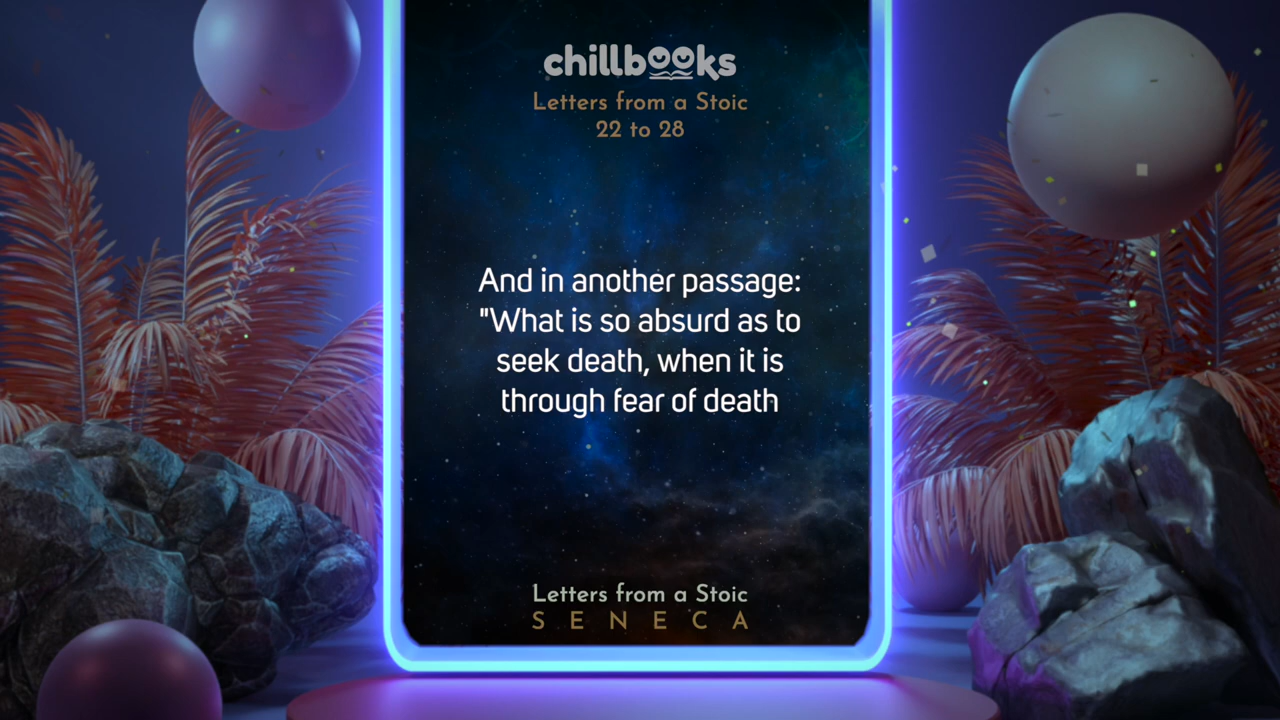 chillbooks
Letters from a Stoic
22 to 28
And in another passage:
"What is so absurd as to
seek death, when it is
through fear of death
Letters from a Stoic
SENECA